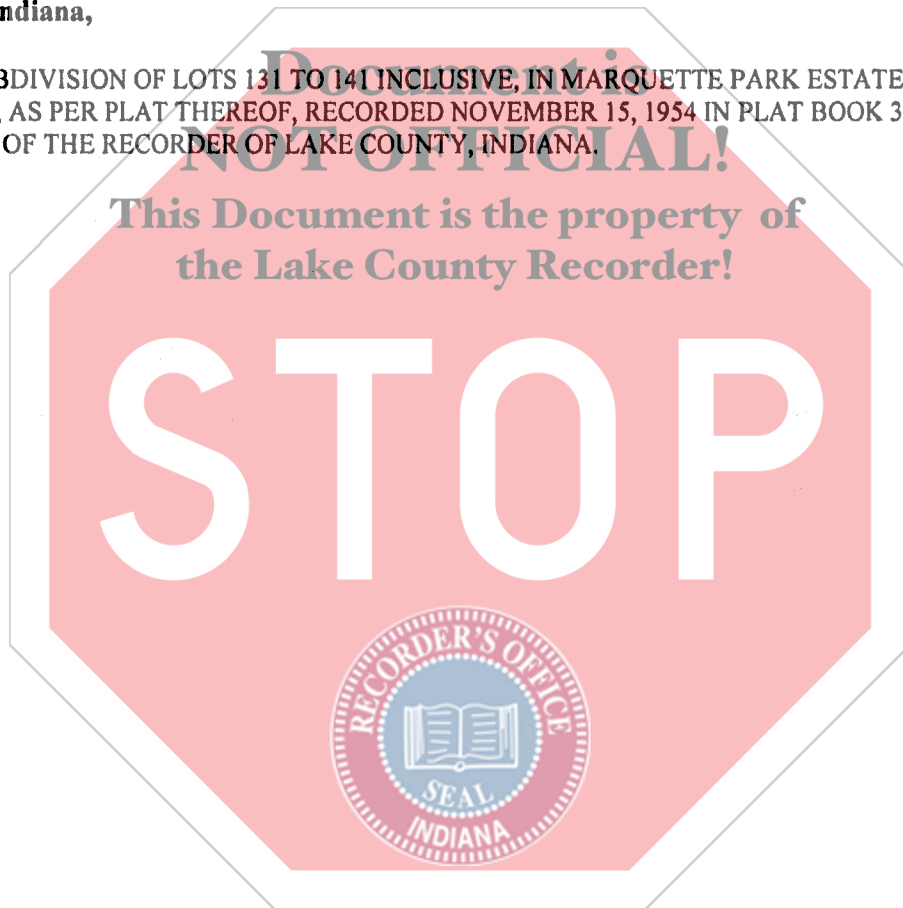 ndiana,
Document is
BDIVISION OF LOTS 131 TO 141 INCLUSIVE, IN MARQUETTE PARK ESTATE
, AS PER PLAT THEREOF, RECORDED NOVEMBER 15, 1954 IN PLAT BOOK 3
OF THE RECORDER OF LAKE COUNTY, INDIANA.
NOT OFFICIAL!
This Document is the property of
the Lake County Recorder!
STOP
RECORDER'S OFFICE
SEAL
INDIANA